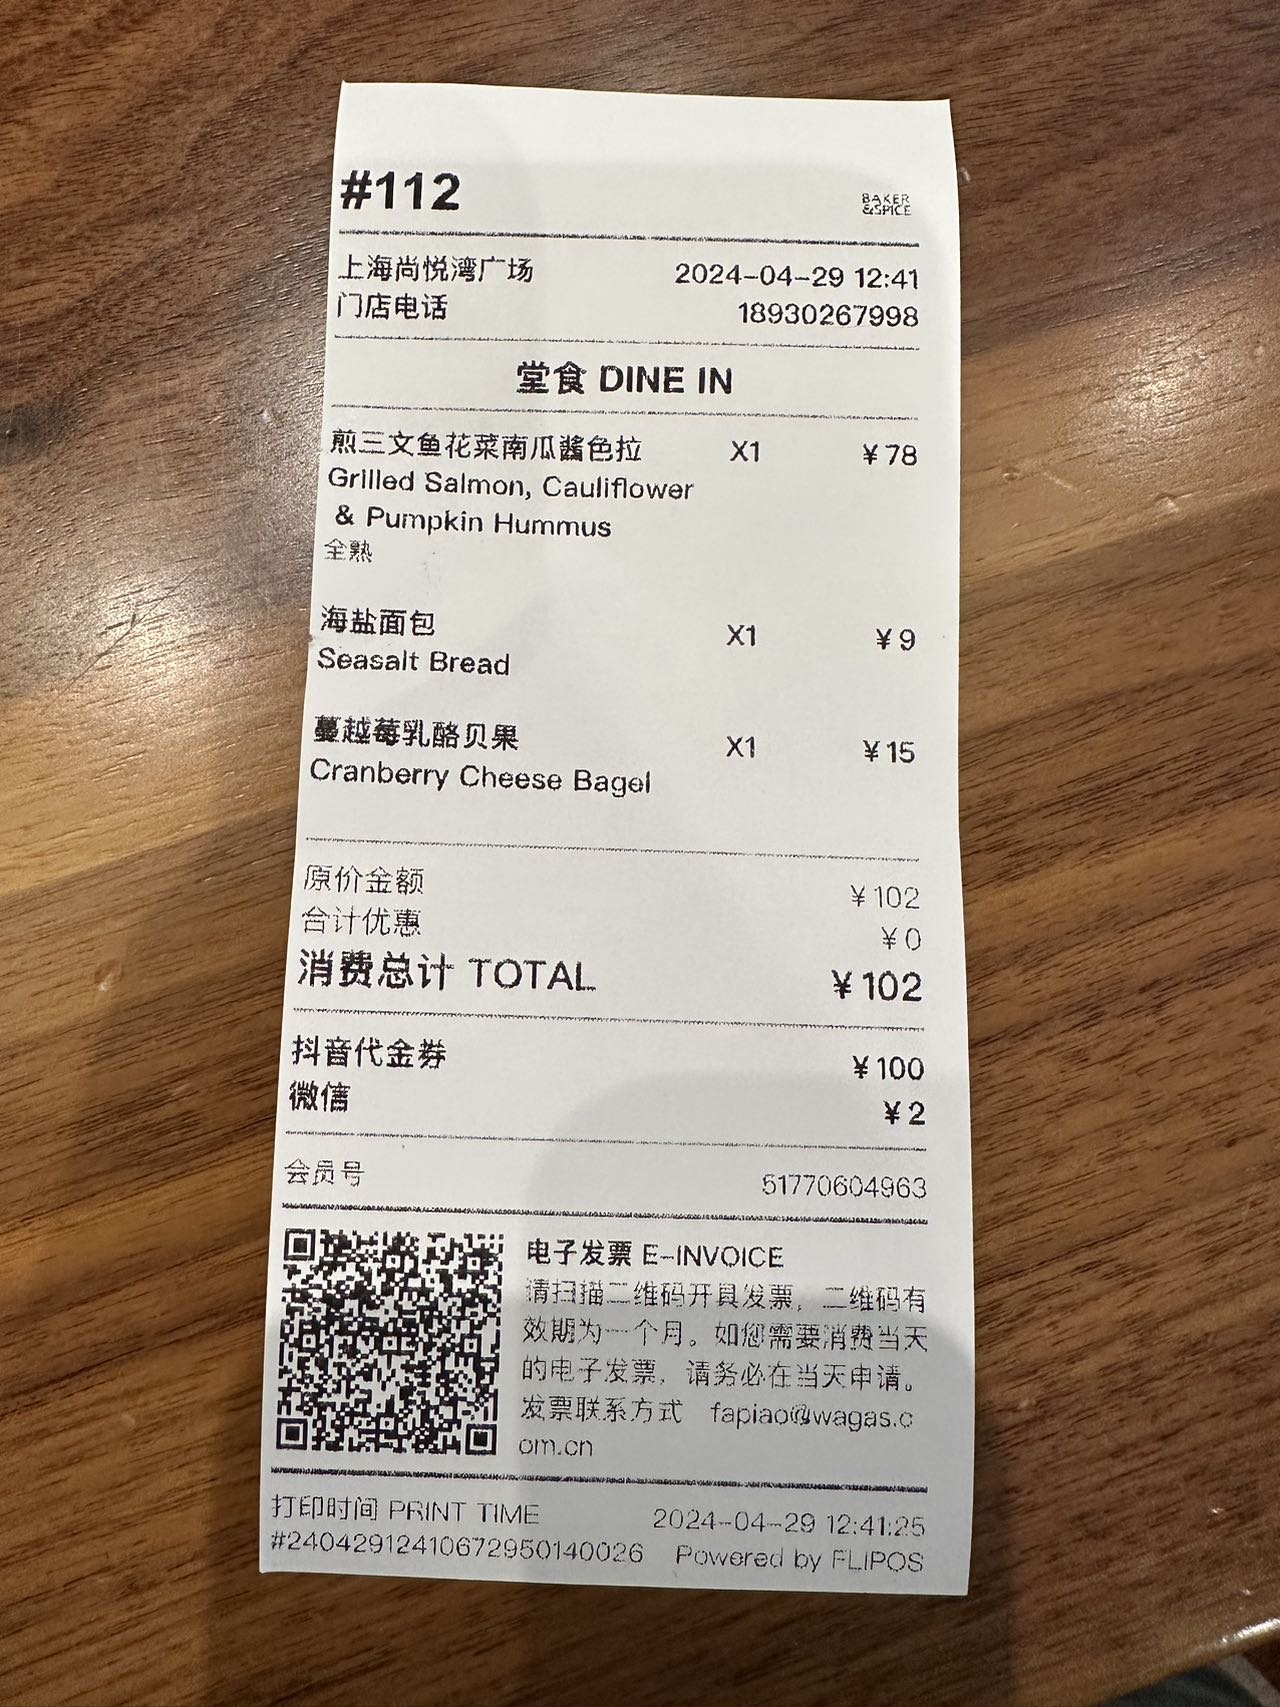 #112
BAKER
&SPICE
上海尚悦湾广场 2024-04-29 12:41
门店电话 18930267998
堂食 DINE IN
煎三文鱼花菜南瓜酱色拉 X1 ¥78
Grilled Salmon, Cauliflower
& Pumpkin Hummus
全熟
海盐面包 X1 ¥9
Seasalt Bread
蔓越莓乳酪贝果 X1 ¥15
Cranberry Cheese Bagel
原价金额 ¥102
合计优惠 ¥0
消费总计 TOTAL ¥102
抖音代金券 ¥100
微信 ¥2
会员号 51770604963
电子发票 E-INVOICE
请扫描二维码开具发票，二维码有
效期为一个月。如您需要消费当天
的电子发票，请务必在当天申请。
发票联系方式 fapiao@wagas.c
om.cn
打印时间 PRINT TIME 2024-04-29 12:41:25
#24042912410672950140026 Powered by FLIPOS